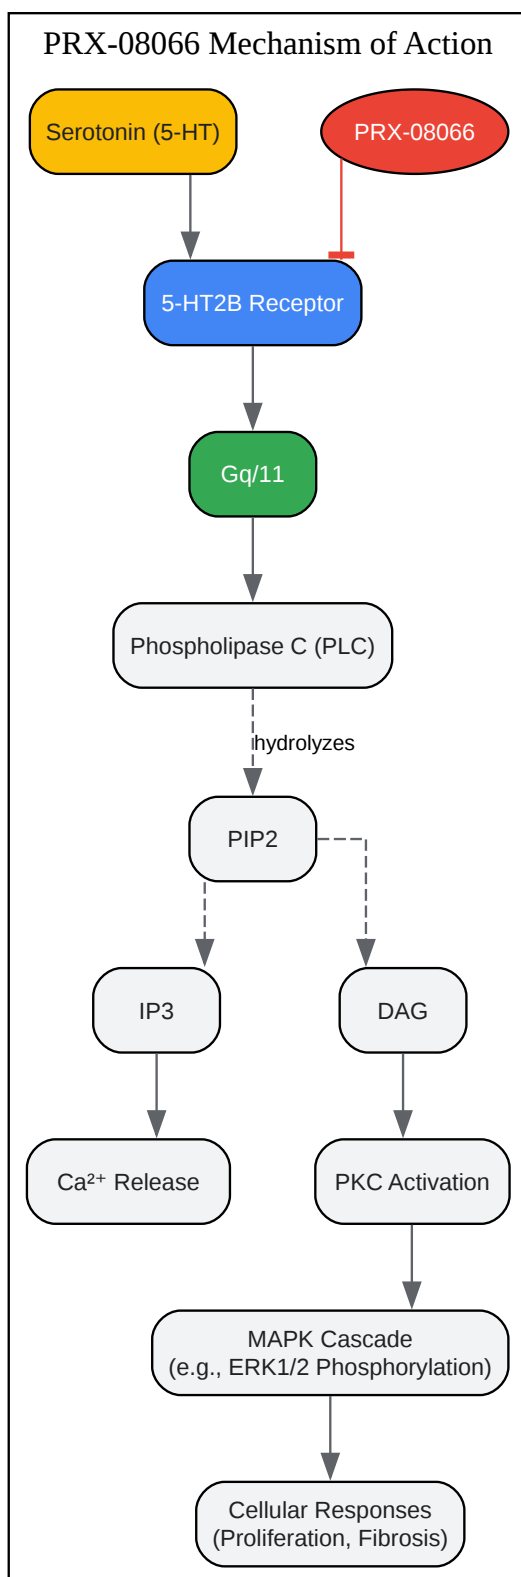 PRX-08066 Mechanism of Action
Serotonin (5-HT)
PRX-08066
5-HT2B Receptor
Gq/11
Phospholipase C (PLC)
hydrolyzes
PIP2
IP3
DAG
Ca²⁺ Release
PKC Activation
MAPK Cascade
(e.g., ERK1/2 Phosphorylation)
Cellular Responses
(Proliferation, Fibrosis)